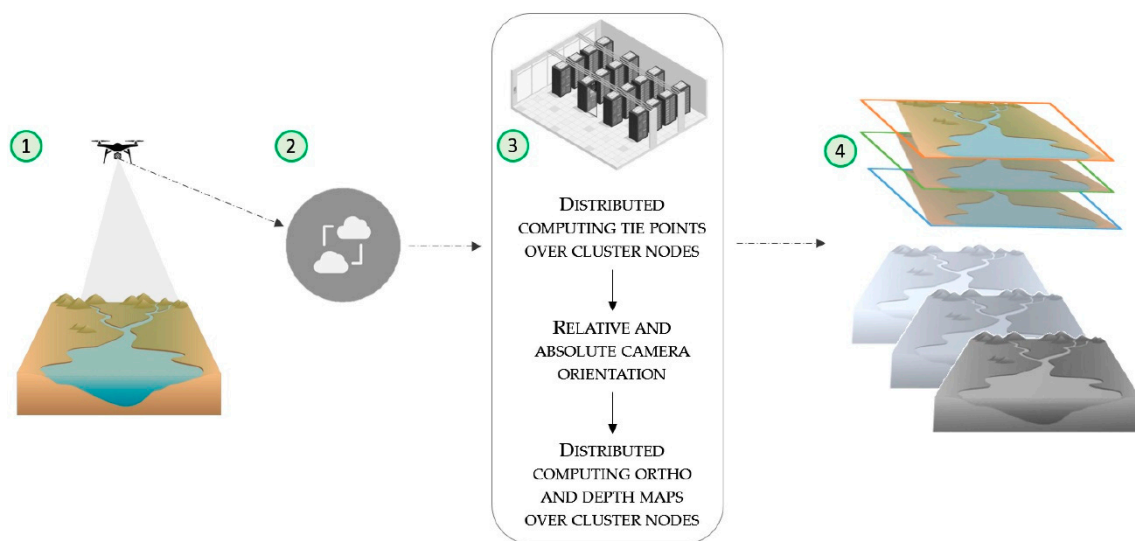 1
2
3
4
DISTRIBUTED
COMPUTING TIE POINTS
OVER CLUSTER NODES
RELATIVE AND
ABSOLUTE CAMERA
ORIENTATION
DISTRIBUTED
COMPUTING ORTHO
AND DEPTH MAPS
OVER CLUSTER NODES